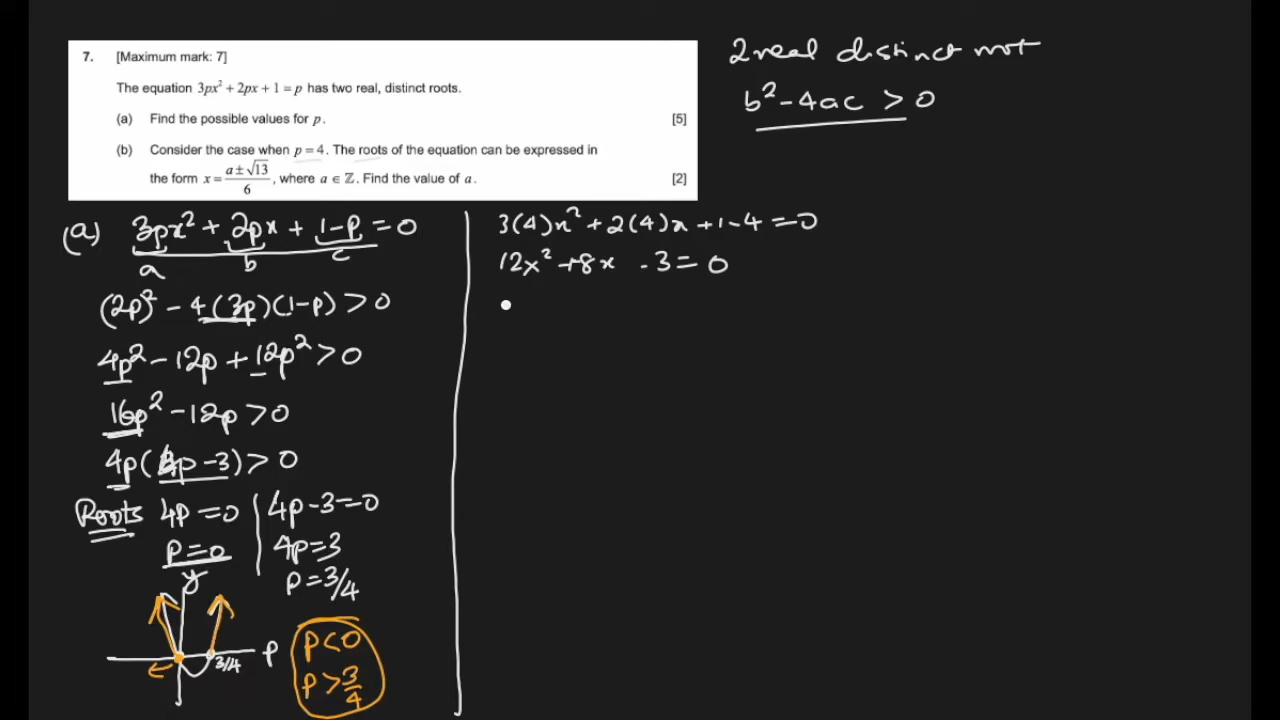 7. [Maximum mark: 7]
The equation 3px² + 2px + 1 = p has two real, distinct roots.
(a) Find the possible values for p. [5]
(b) Consider the case when p = 4. The roots of the equation can be expressed in
the form x = (a ± √13)/6, where a ∈ ℤ. Find the value of a. [2]
2 real distinct
b² - 4ac > 0
(a) 3px² + 2px + 1-p = 0
a b c
(2p)² - 4(3p)(1-p) > 0
4p² - 12p + 12p² > 0
16p² - 12p > 0
4p(4p-3) > 0
Roots 4p = 0 | 4p-3=0
p = 0 4p=3
p=3/4
y
3/4 p
p<0
p>3/4
3(4)x² + 2(4)x + 1-4 = 0
12x² + 8x - 3 = 0